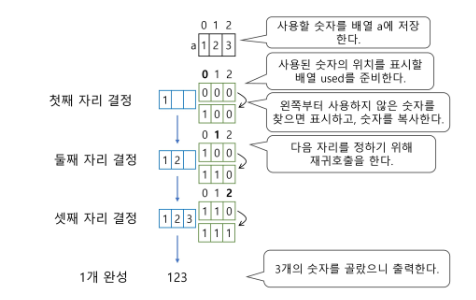 0 1 2
a 1 2 3
사용할 숫자를 배열 a에 저장
한다.
0 1 2
사용된 숫자의 위치를 표시할
배열 used를 준비한다.
첫째 자리 결정
1
0 0 0
1 0 0
왼쪽부터 사용하지 않은 숫자를
찾으면 표시하고, 숫자를 복사한다.
0 1 2
둘째 자리 결정
1 2
1 0 0
1 1 0
다음 자리를 정하기 위해
재귀호출을 한다.
0 1 2
셋째 자리 결정
1 2 3
1 1 0
1 1 1
1개 완성
123
3개의 숫자를 골랐으니 출력한다.